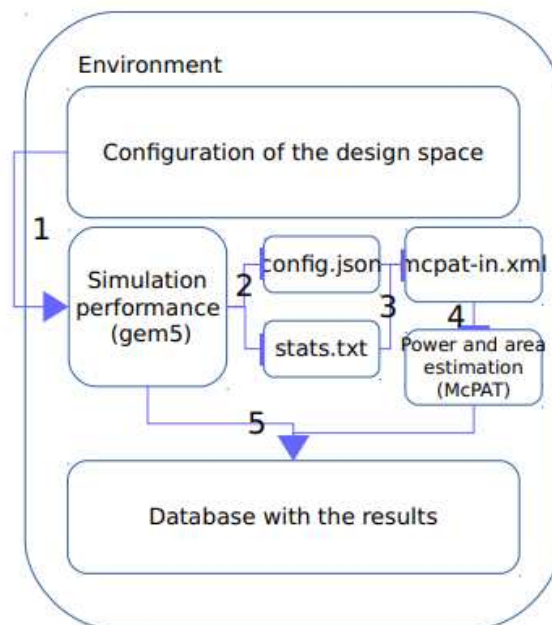 Environment
Configuration of the design space
1
Simulation
performance
(gem5)
2
config.json
stats.txt
3
mcpat-in.xml
4
Power and area
estimation
(McPAT)
5
Database with the results